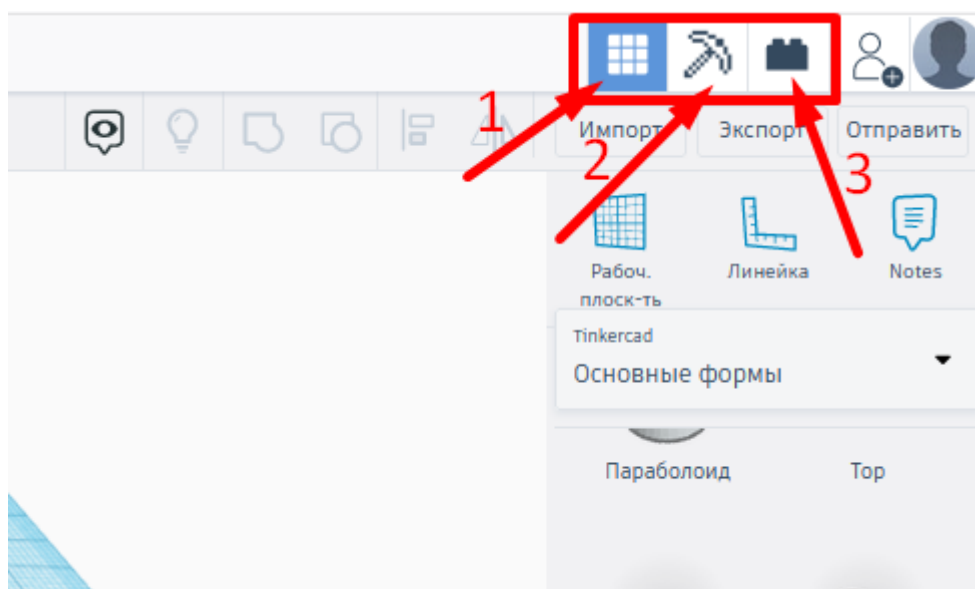 1
Импорт
Экспорт
Отправить
2
3
Рабоч.
плоск-ть
Линейка
Notes
Tinkercad
Основные формы
Параболоид
Тор